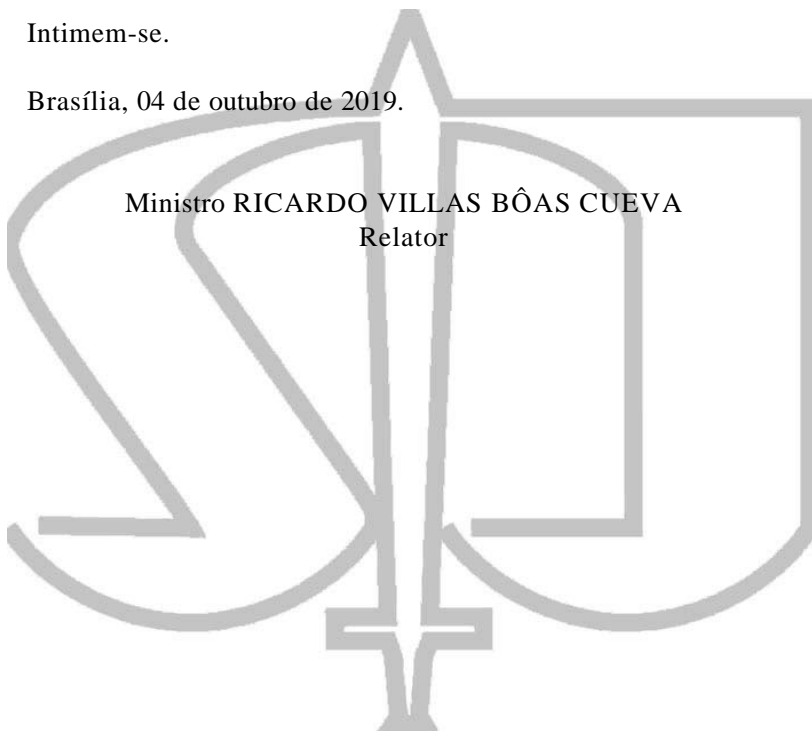 Intimem-se.
Brasília, 04 de outubro de 2019.
Ministro RICARDO VILLAS BÔAS CUEVA
Relator